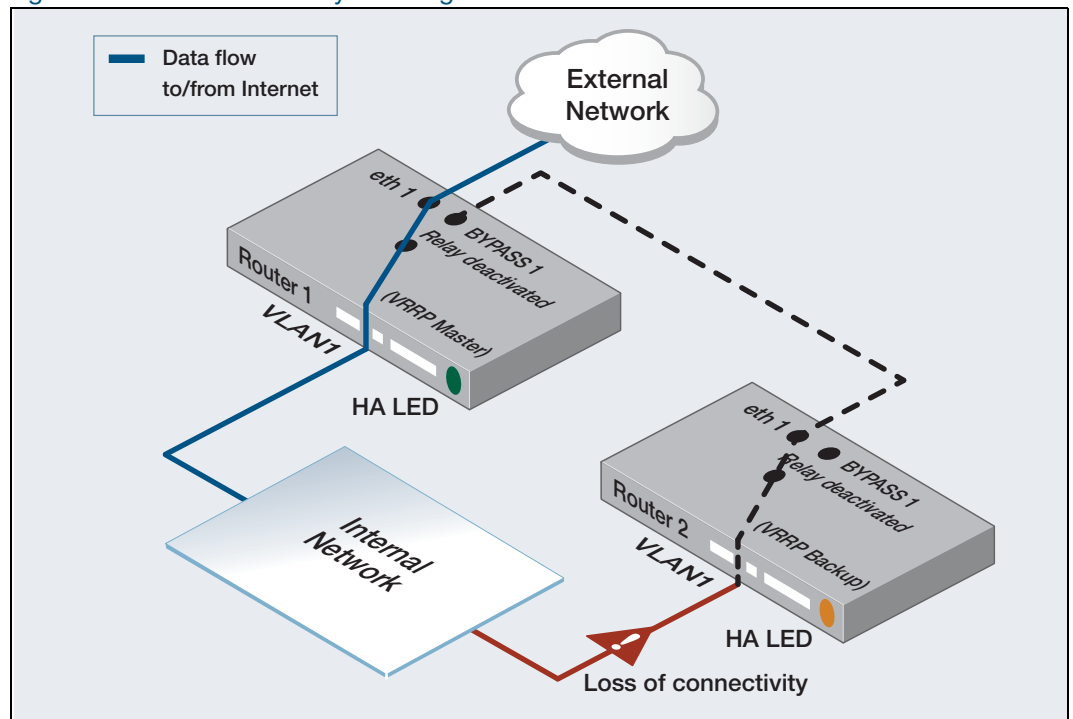 Data flow
to/from Internet
External
Network
eth 1
BYPASS 1
Relay deactivated
Router 1
(VRRP Master)
VLAN1
HA LED
eth 1
BYPASS 1
Relay deactivated
Router 2
(VRRP Backup)
VLAN1
HA LED
Internal
Network
Loss of connectivity